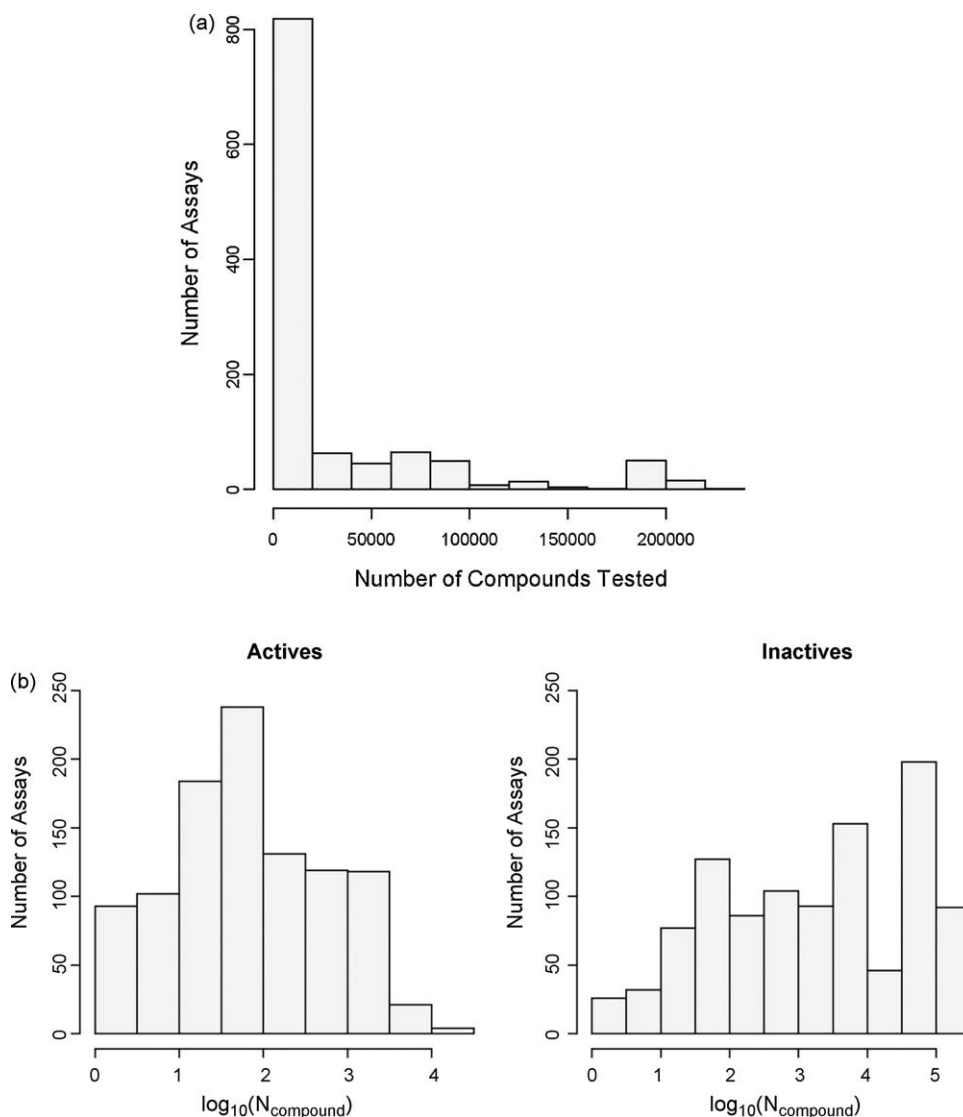 (a)
Number of Assays
800
600
400
200
0
0 50000 100000 150000 200000
Number of Compounds Tested
(b)
Actives
Number of Assays
250
200
150
100
50
0
0 1 2 3 4
log10(Ncompound)
Inactives
Number of Assays
250
200
150
100
50
0
0 1 2 3 4 5
log10(Ncompound)